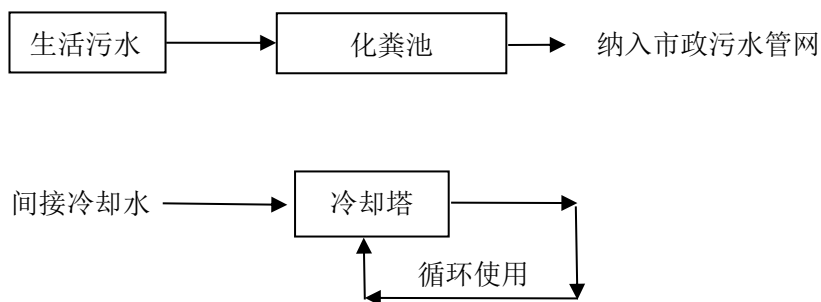 生活污水
化粪池
纳入市政污水管网
间接冷却水
冷却塔
循环使用